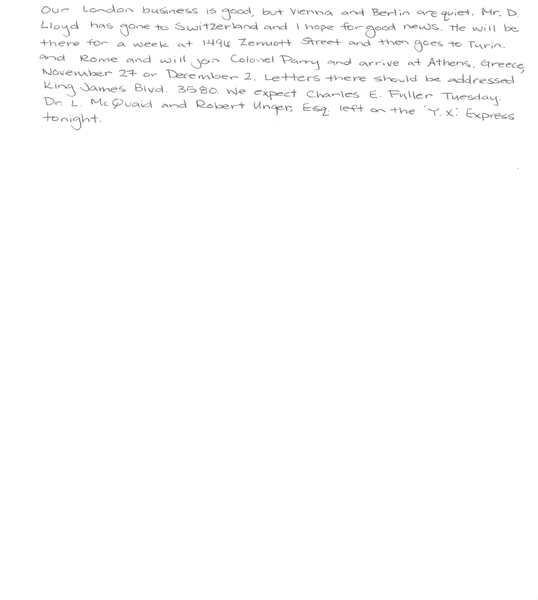 Our London business is good, but Vienna and Berlin are quiet. Mr. D.
Lloyd has gone to Switzerland and I hope for good news. He will be
there for a week at 1496 Zermott Street and then goes to Turin.
and Rome and will join Colonel Parry and arrive at Athens, Greece,
November 27 or December 2. Letters there should be addressed
King James Blvd. 3580. We expect Charles E. Fuller Tuesday.
Dr. L. McQuaid and Robert Unger, Esq. left on the 'Y.X.' Express
tonight.